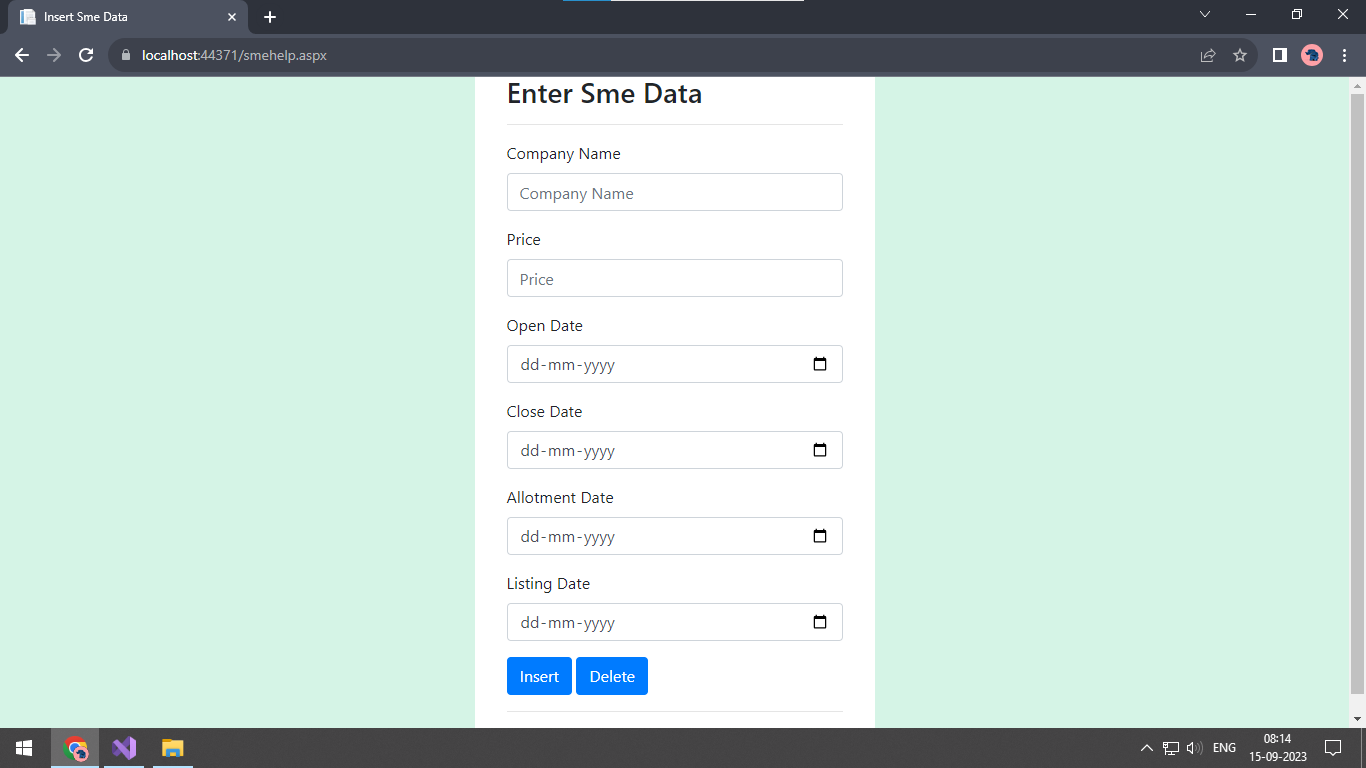 Insert Sme Data
localhost:44371/smehelp.aspx
Enter Sme Data
Company Name
Company Name
Price
Price
Open Date
dd-mm-yyyy
Close Date
dd-mm-yyyy
Allotment Date
dd-mm-yyyy
Listing Date
dd-mm-yyyy
Insert Delete
ENG
08:14
15-09-2023